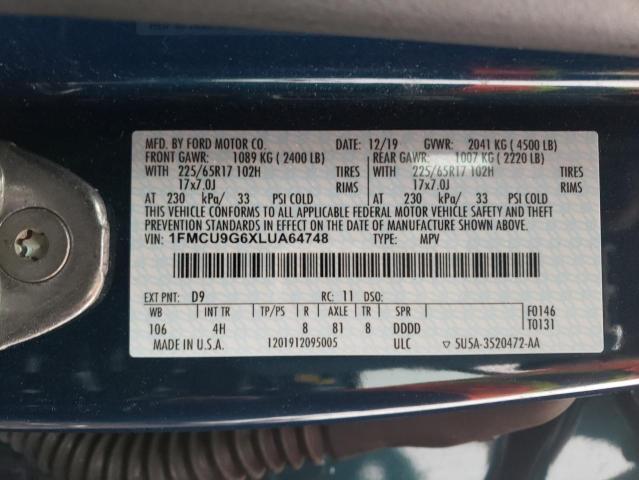 MFD. BY FORD MOTOR CO. DATE: 12/19 GVWR: 2041 KG (4500 LB)
FRONT GAWR: 1089 KG (2400 LB) REAR GAWR: 1007 KG (2220 LB)
WITH 225/65R17 102H TIRES WITH 225/65R17 102H TIRES
17x7.0J RIMS 17x7.0J RIMS
AT 230 kPa/ 33 PSI COLD AT 230 kPa/ 33 PSI COLD
THIS VEHICLE CONFORMS TO ALL APPLICABLE FEDERAL MOTOR VEHICLE SAFETY AND THEFT
PREVENTION STANDARDS IN EFFECT ON THE DATE OF MANUFACTURE SHOWN ABOVE.
VIN: 1FMCU9G6XLUA64748 TYPE: MPV
EXT PNT: D9 RC: 11 DSO:
WB INT TR TP/PS R AXLE TR SPR F0146
106 4H 8 81 8 DDDD T0131
MADE IN U.S.A. 1201912095005 ULC ▽ 5U5A-3520472-AA